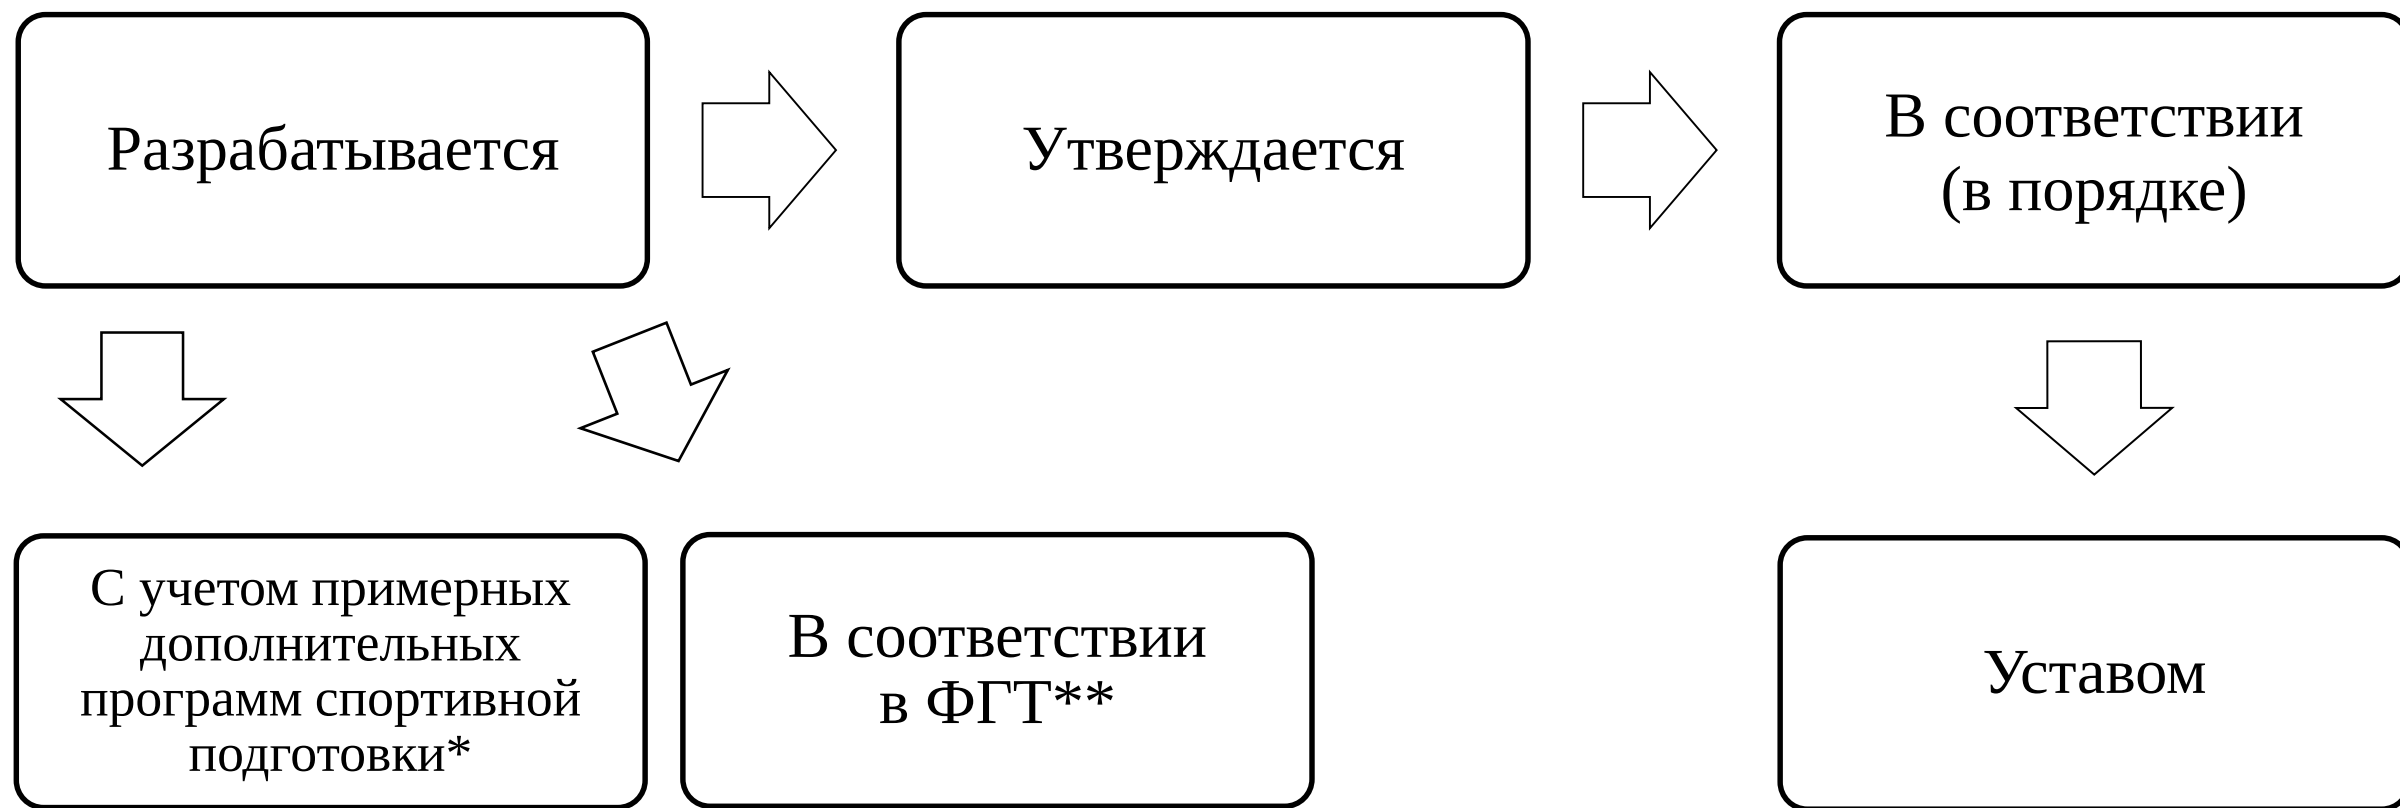 Разрабатывается
Утверждается
В соответствии
(в порядке)
С учетом примерных
дополнительных
программ спортивной
подготовки*
В соответствии
в ФГТ**
Уставом